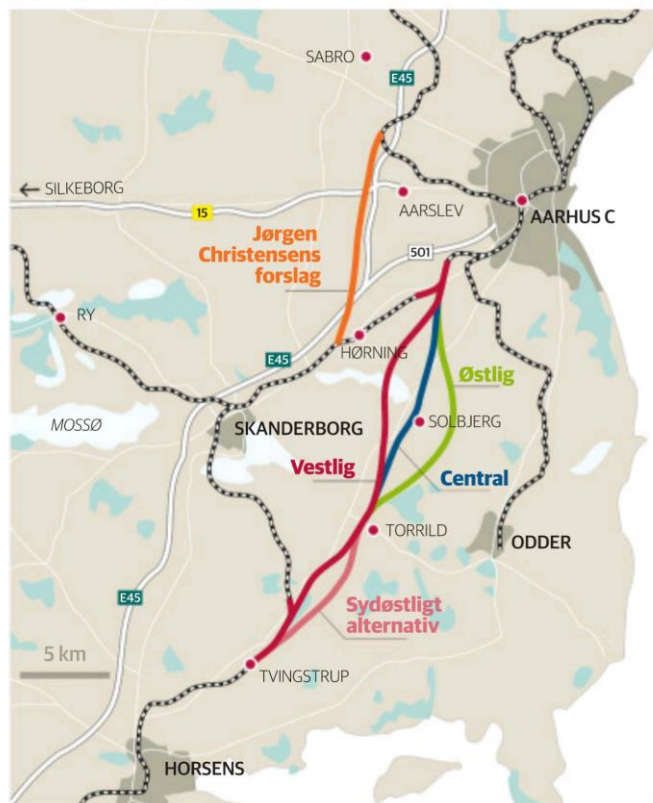 SABRO
E45
← SILKEBORG
15
AARSLEV
AARHUS C
Jørgen
Christensens
forslag
501
RY
E45
HØRNING
Østlig
MOSSØ
SKANDERBORG
SOLBJERG
Vestlig
Central
TORRILD
ODDER
E45
Sydøstligt
alternativ
5 km
TVINGSTRUP
HORSENS